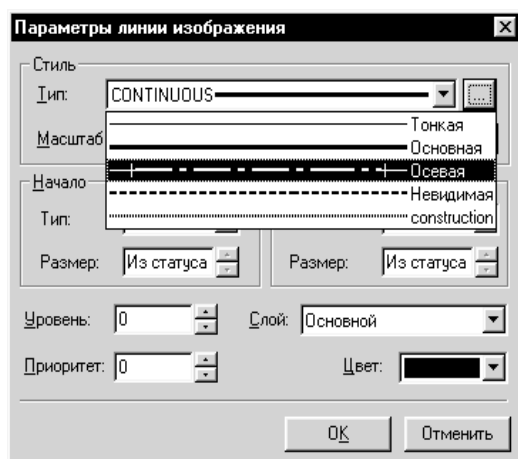 Параметры линии изображения
Стиль
Тип: CONTINUOUS ...
Тонкая
Масштаб
Основная
Осевая
Начало
Невидимая
Тип: construction
Размер: Из статуса Размер: Из статуса
Уровень: 0 Слой: Основной
Приоритет: 0 Цвет:
OK Отменить